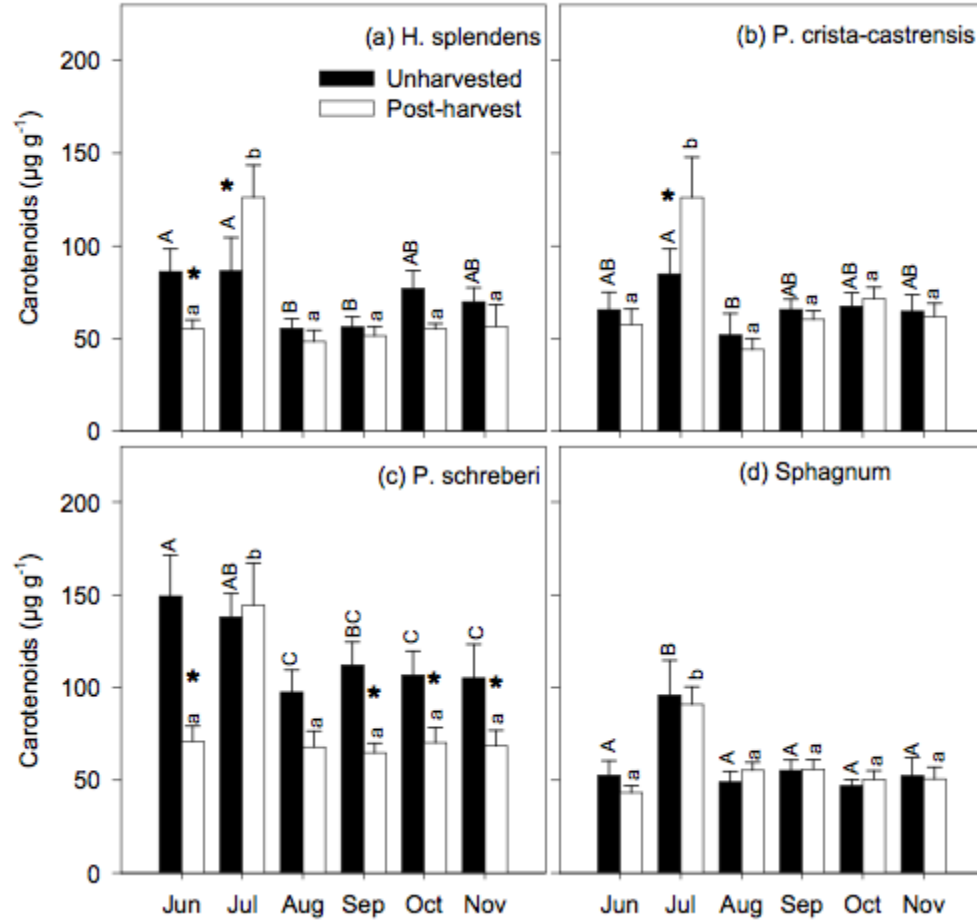 (a) H. splendens
Unharvested
Post-harvest
Carotenoids (µg g⁻¹)
200
150
100
50
0
A
*
a
*
A
b
B
a
B
a
AB
a
AB
a
(b) P. crista-castrensis
AB
a
*
A
b
B
a
AB
a
AB
a
AB
a
(c) P. schreberi
Carotenoids (µg g⁻¹)
200
150
100
50
0
A
*
a
AB
b
C
a
BC
*
a
C
*
a
C
*
a
Jun Jul Aug Sep Oct Nov
(d) Sphagnum
A
a
B
b
A
a
A
a
A
a
A
a
Jun Jul Aug Sep Oct Nov